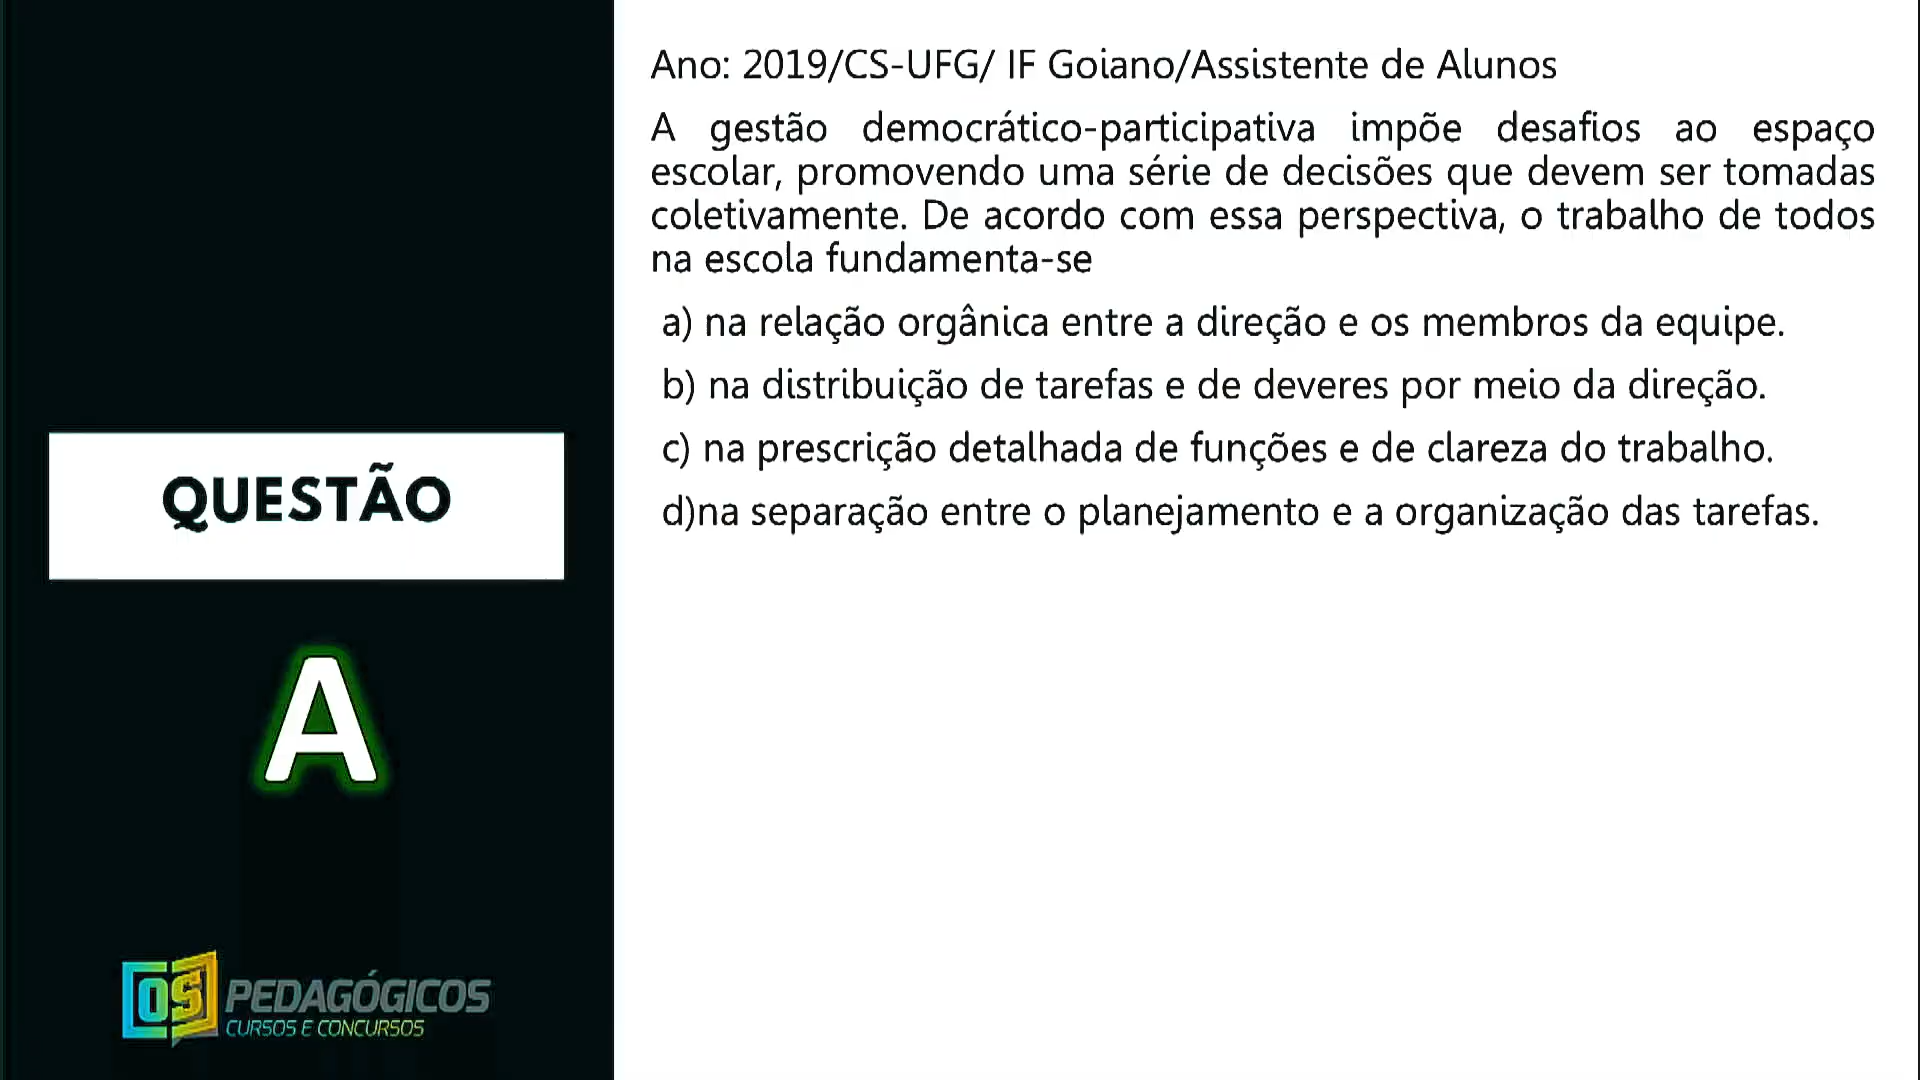 QUESTÃO
A
OS PEDAGÓGICOS
CURSOS E CONCURSOS
Ano: 2019/CS-UFG/ IF Goiano/Assistente de Alunos
A gestão democrático-participativa impõe desafios ao espaço
escolar, promovendo uma série de decisões que devem ser tomadas
coletivamente. De acordo com essa perspectiva, o trabalho de todos
na escola fundamenta-se
a) na relação orgânica entre a direção e os membros da equipe.
b) na distribuição de tarefas e de deveres por meio da direção.
c) na prescrição detalhada de funções e de clareza do trabalho.
d)na separação entre o planejamento e a organização das tarefas.